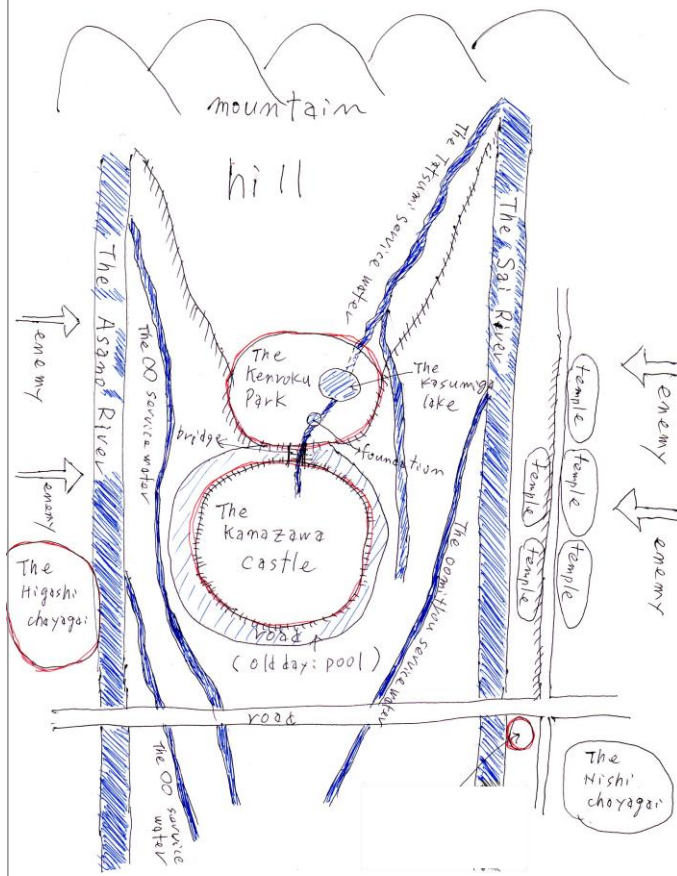 mountain
hill
The Tatsumi service water
The Sai River
The Asano River
enemy
enemy
The OO service water
The
Kenroku
Park
The
Kasumiga
lake
bridge
foundation
temple
temple
temple
temple
temple
enemy
enemy
The
Kanazawa
castle
The
Higashi
chayagai
road
(old day: pool)
The oomithou service water
road
The OO service
water
The
Nishi
chayagai